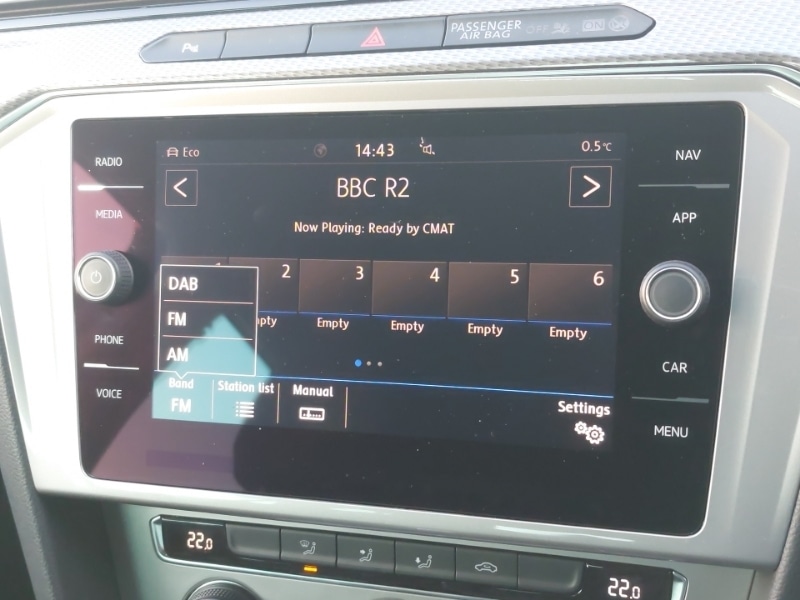 P
PASSENGER
AIR BAG
OFF
ON
RADIO
MEDIA
PHONE
VOICE
Eco
14:43
0.5°C
<
BBC R2
>
Now Playing: Ready by CMAT
2
3
4
5
6
pty
Empty
Empty
Empty
Empty
DAB
FM
AM
Band
FM
Station list
Manual
Settings
NAV
APP
CAR
MENU
22.0
22.0